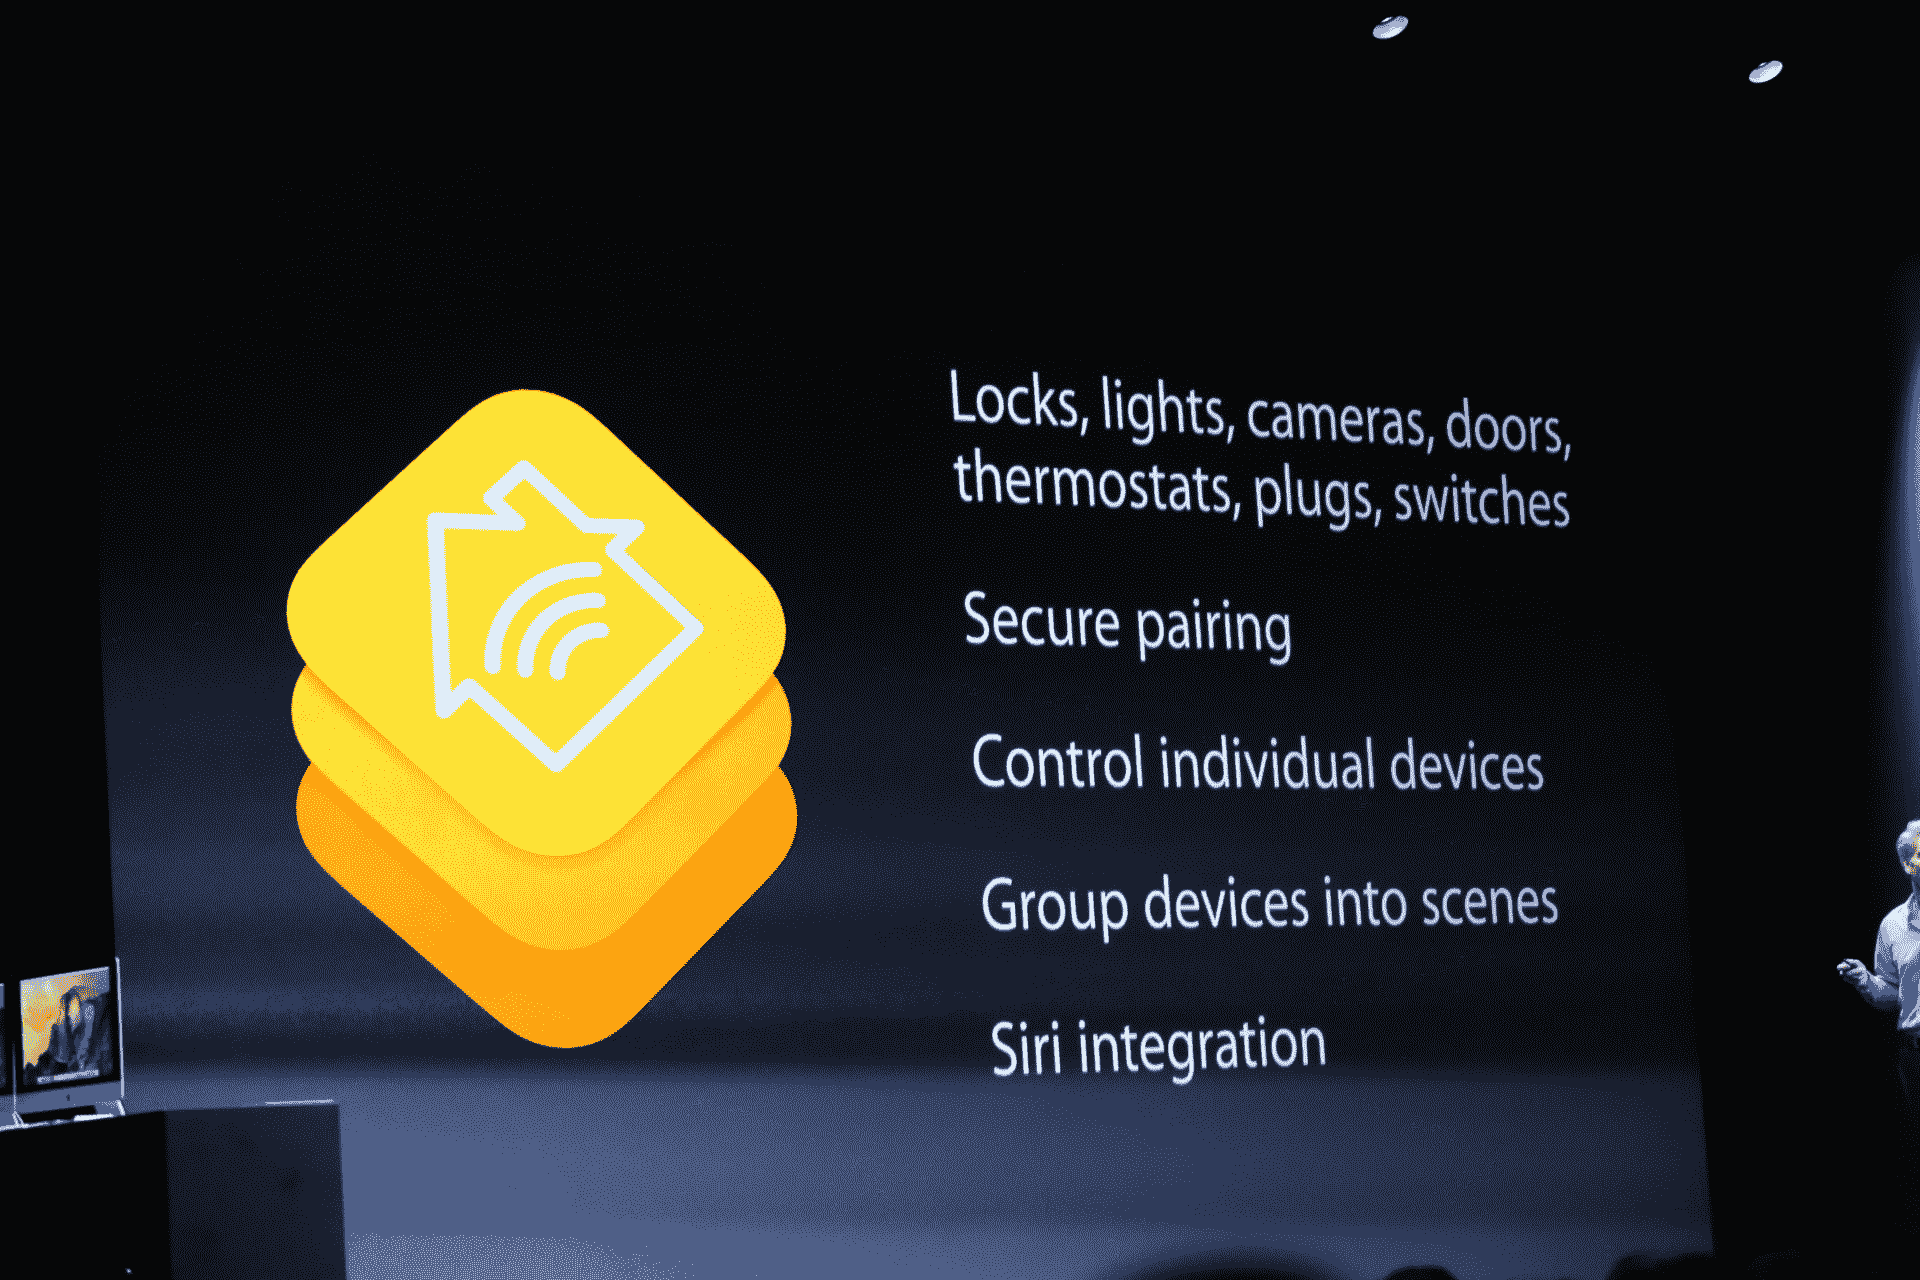 Locks, lights, cameras, doors,
thermostats, plugs, switches
Secure pairing
Control individual devices
Group devices into scenes
Siri integration